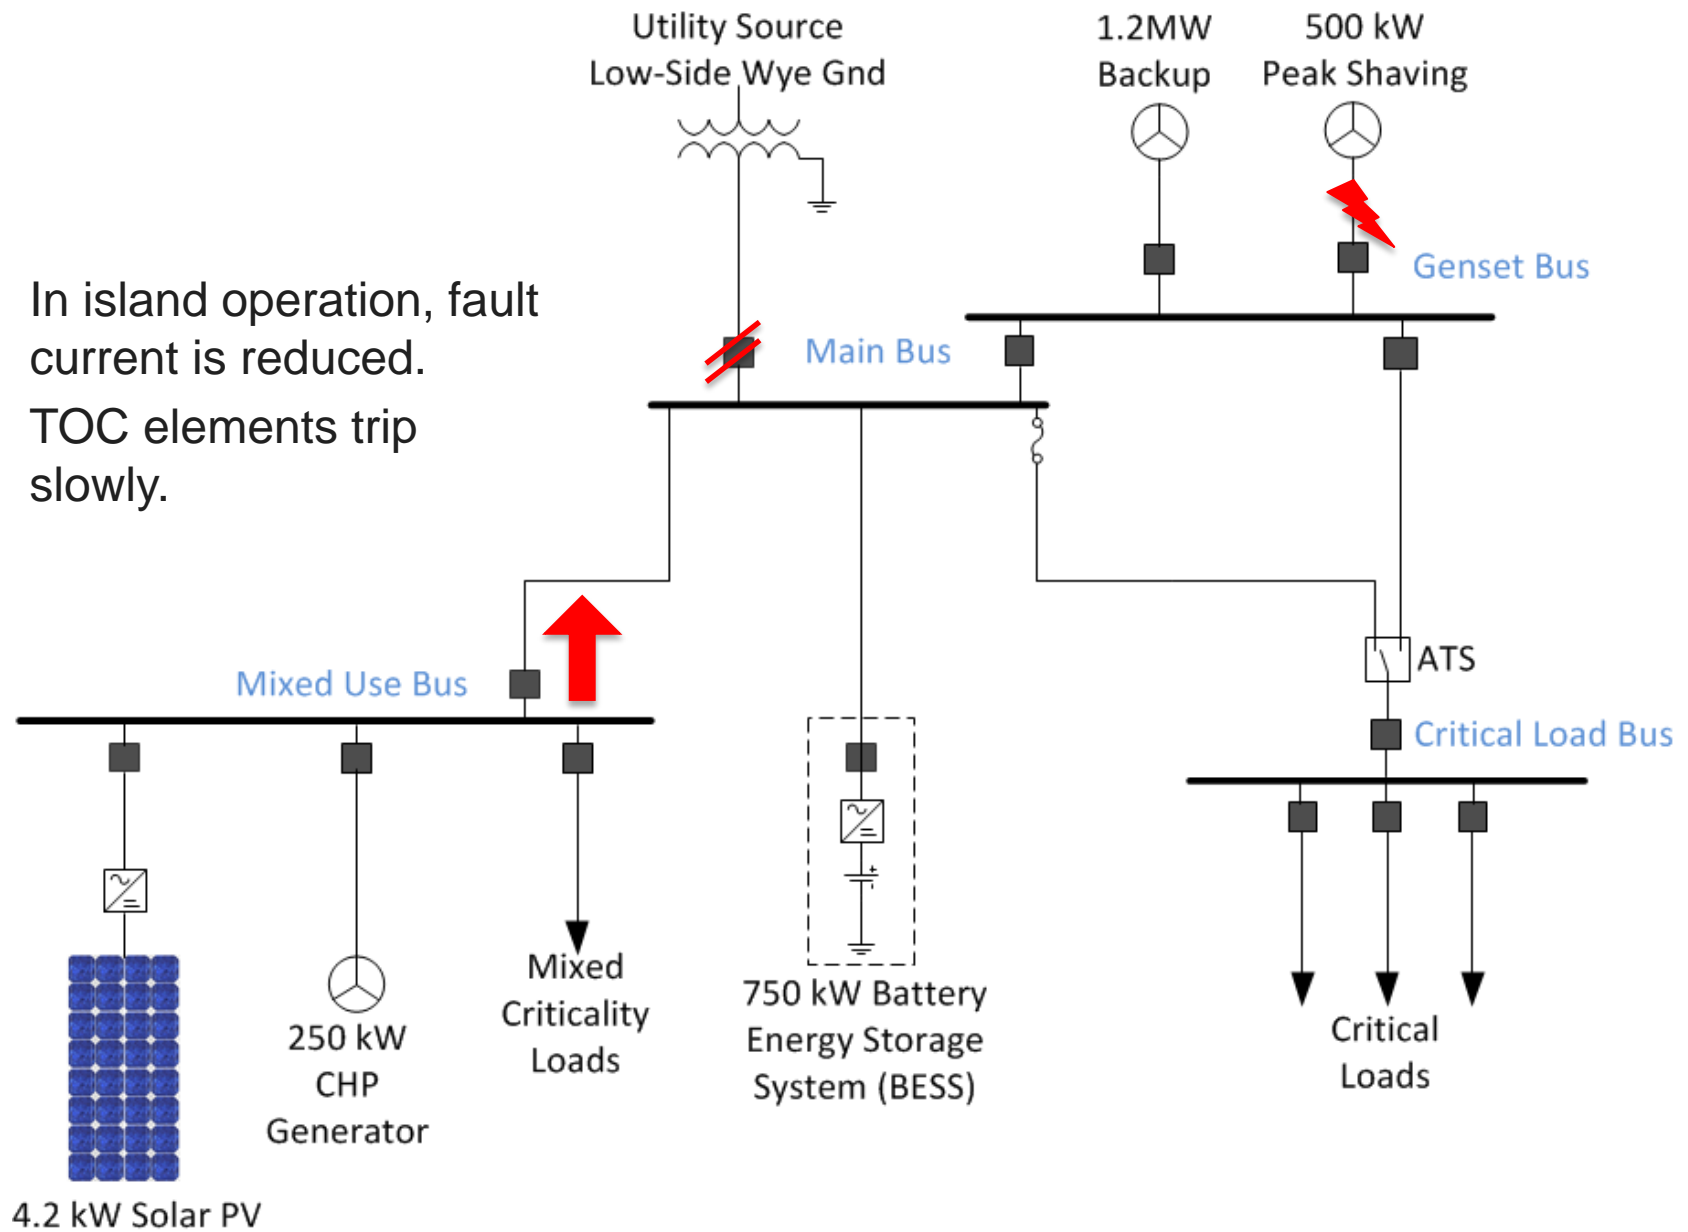 Utility Source
Low-Side Wye Gnd
1.2MW
Backup
500 kW
Peak Shaving
Genset Bus
In island operation, fault
current is reduced.
TOC elements trip
slowly.
Main Bus
ATS
Mixed Use Bus
Critical Load Bus
Mixed
Criticality
Loads
750 kW Battery
Energy Storage
System (BESS)
250 kW
CHP
Generator
Critical
Loads
4.2 kW Solar PV